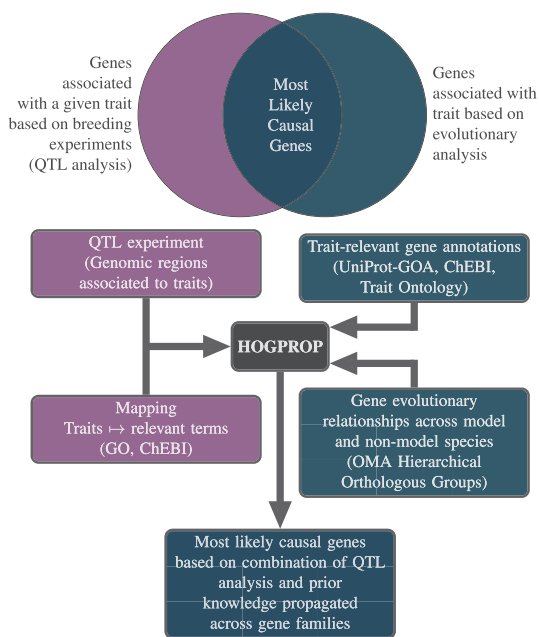 Genes
associated
with a given trait
based on breeding
experiments
(QTL analysis)
Most
Likely
Causal
Genes
Genes
associated with
trait based on
evolutionary
analysis
QTL experiment
(Genomic regions
associated to traits)
Trait-relevant gene annotations
(UniProt-GOA, ChEBI,
Trait Ontology)
HOGPROP
Mapping
Traits ↦ relevant terms
(GO, ChEBI)
Gene evolutionary
relationships across model
and non-model species
(OMA Hierarchical
Orthologous Groups)
Most likely causal genes
based on combination of QTL
analysis and prior
knowledge propagated
across gene families